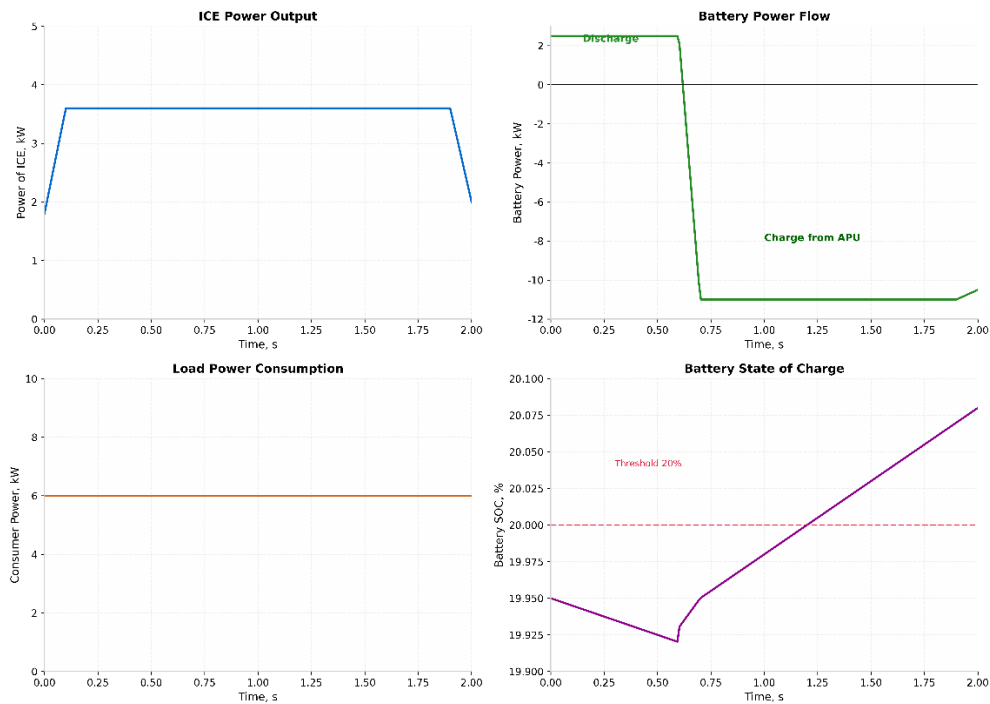 ICE Power Output
Power of ICE, kW
5
4
3
2
1
0
0.00 0.25 0.50 0.75 1.00 1.25 1.50 1.75 2.00
Time, s
Battery Power Flow
Battery Power, kW
2
0
-2
-4
-6
-8
-10
-12
Discharge
Charge from APU
0.00 0.25 0.50 0.75 1.00 1.25 1.50 1.75 2.00
Time, s
Load Power Consumption
Consumer Power, kW
10
8
6
4
2
0
0.00 0.25 0.50 0.75 1.00 1.25 1.50 1.75 2.00
Time, s
Battery State of Charge
Battery SOC, %
20.100
20.075
20.050
20.025
20.000
19.975
19.950
19.925
19.900
Threshold 20%
0.00 0.25 0.50 0.75 1.00 1.25 1.50 1.75 2.00
Time, s